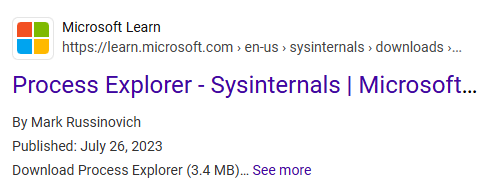 Microsoft Learn
https://learn.microsoft.com › en-us › sysinternals › downloads ›...
Process Explorer - Sysinternals | Microsoft...
By Mark Russinovich
Published: July 26, 2023
Download Process Explorer (3.4 MB)... See more